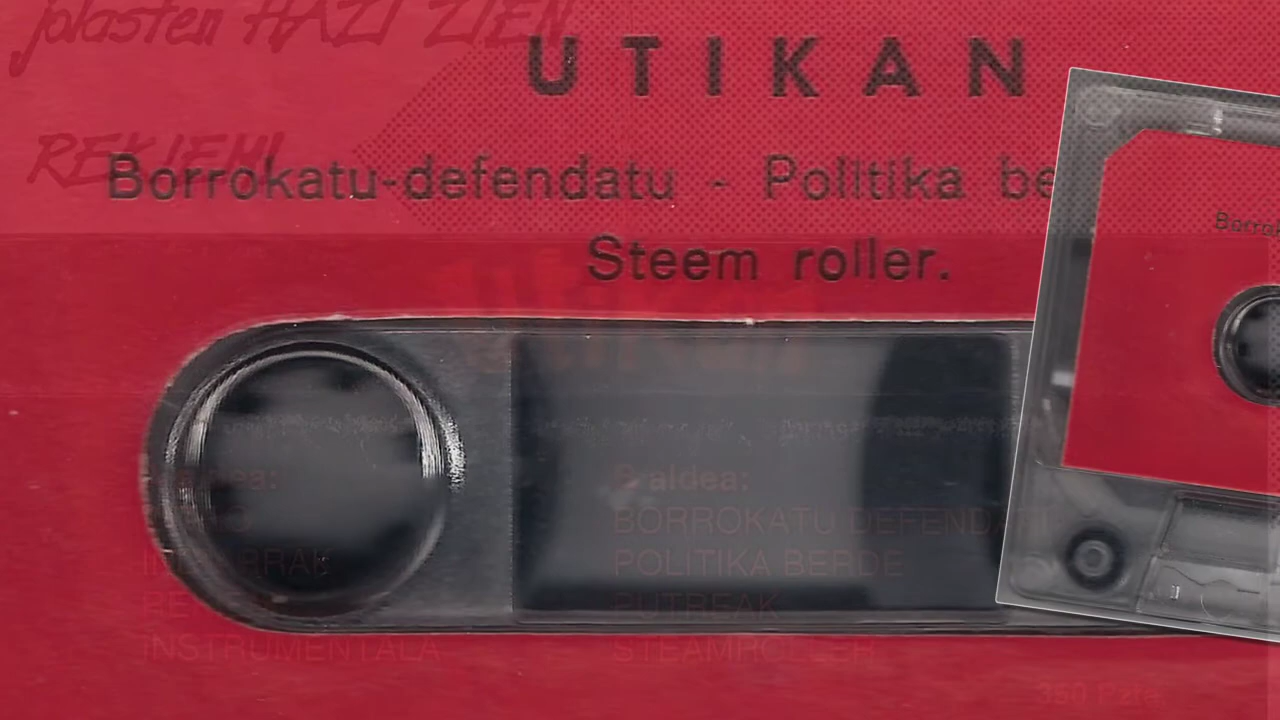 jolasten HAZI ZIEN
UTIKAN
REKIEM!
Borrokatu-defendatu - Politika be
Steem roller.
Borrok
B aldea:
BORROKATU DEFENDATU
POLITIKA BERDE
PUTREAK
INSTRUMENTALA
STEAMROLLER
350 Pzta.